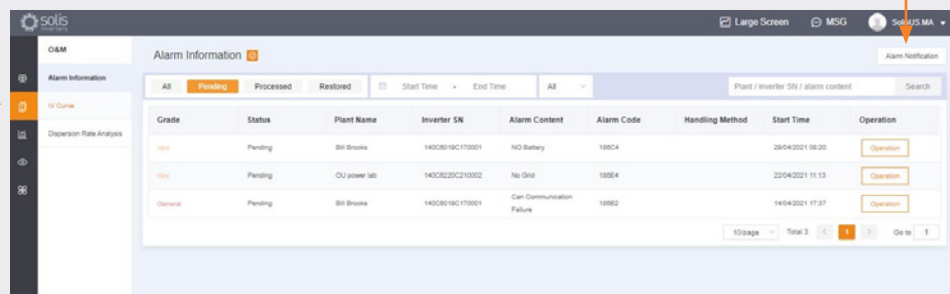 solis
inverters
Large Screen
MSG
SolisUS.MA
O&M
Alarm Information
IV Curve
Dispersion Rate Analysis
Alarm Information
Alarm Notification
All Pending Processed Restored Start Time - End Time All Plant / inverter SN / alarm content Search
Grade Status Plant Name Inverter SN Alarm Content Alarm Code Handling Method Start Time Operation
Hint Pending Bill Brooks NO-Battery 29/04/2021 08:20 Operation
Hint Pending OU power lab No Grid 22/04/2021 11:13 Operation
General Pending Bill Brooks Can Communication Failure 14/04/2021 17:37 Operation
10/page Total 3 < 1 > Go to 1